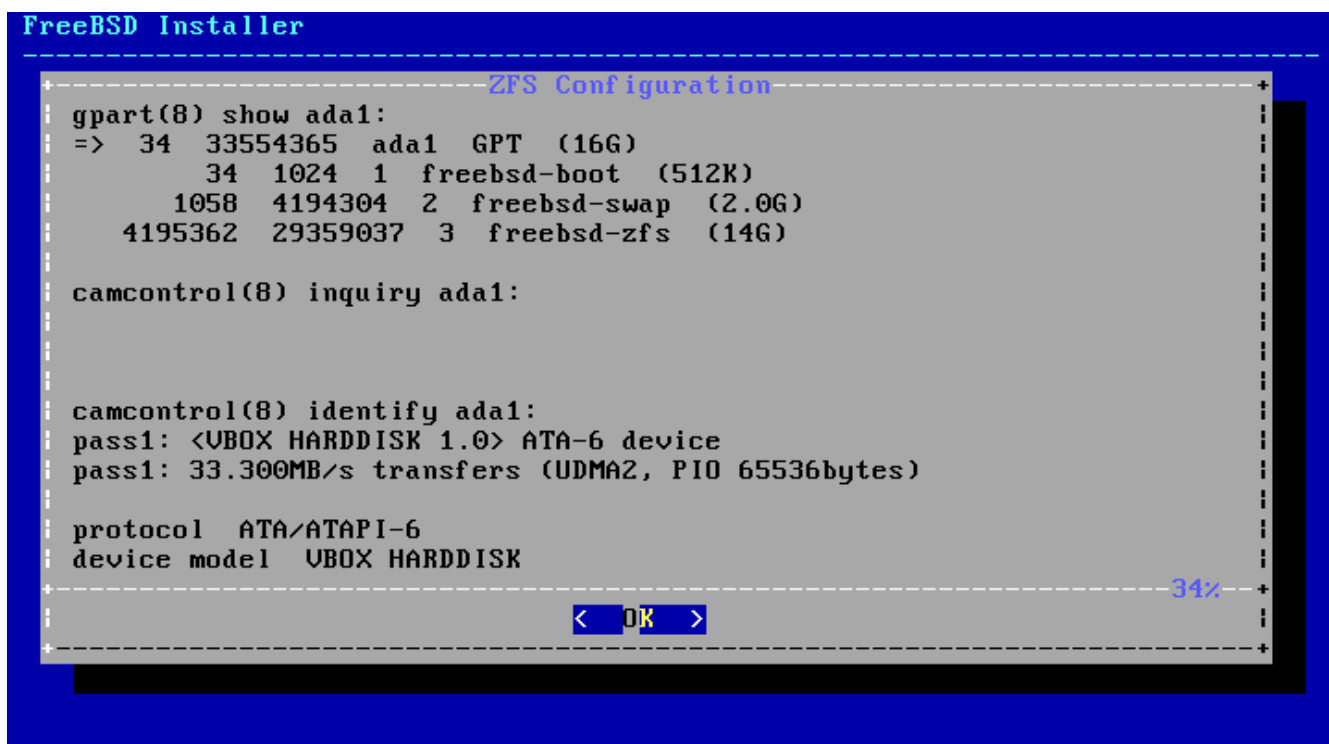 FreeBSD Installer
ZFS Configuration
gpart(8) show ada1:
=>  34  33554365  ada1  GPT  (16G)
34  1024  1  freebsd-boot  (512K)
1058  4194304  2  freebsd-swap  (2.0G)
4195362  29359037  3  freebsd-zfs  (14G)
camcontrol(8) inquiry ada1:
camcontrol(8) identify ada1:
pass1: <VBOX HARDDISK 1.0> ATA-6 device
pass1: 33.300MB/s transfers (UDMA2, PIO 65536bytes)
protocol  ATA/ATAPI-6
device model  VBOX HARDDISK
34%
<  OK  >